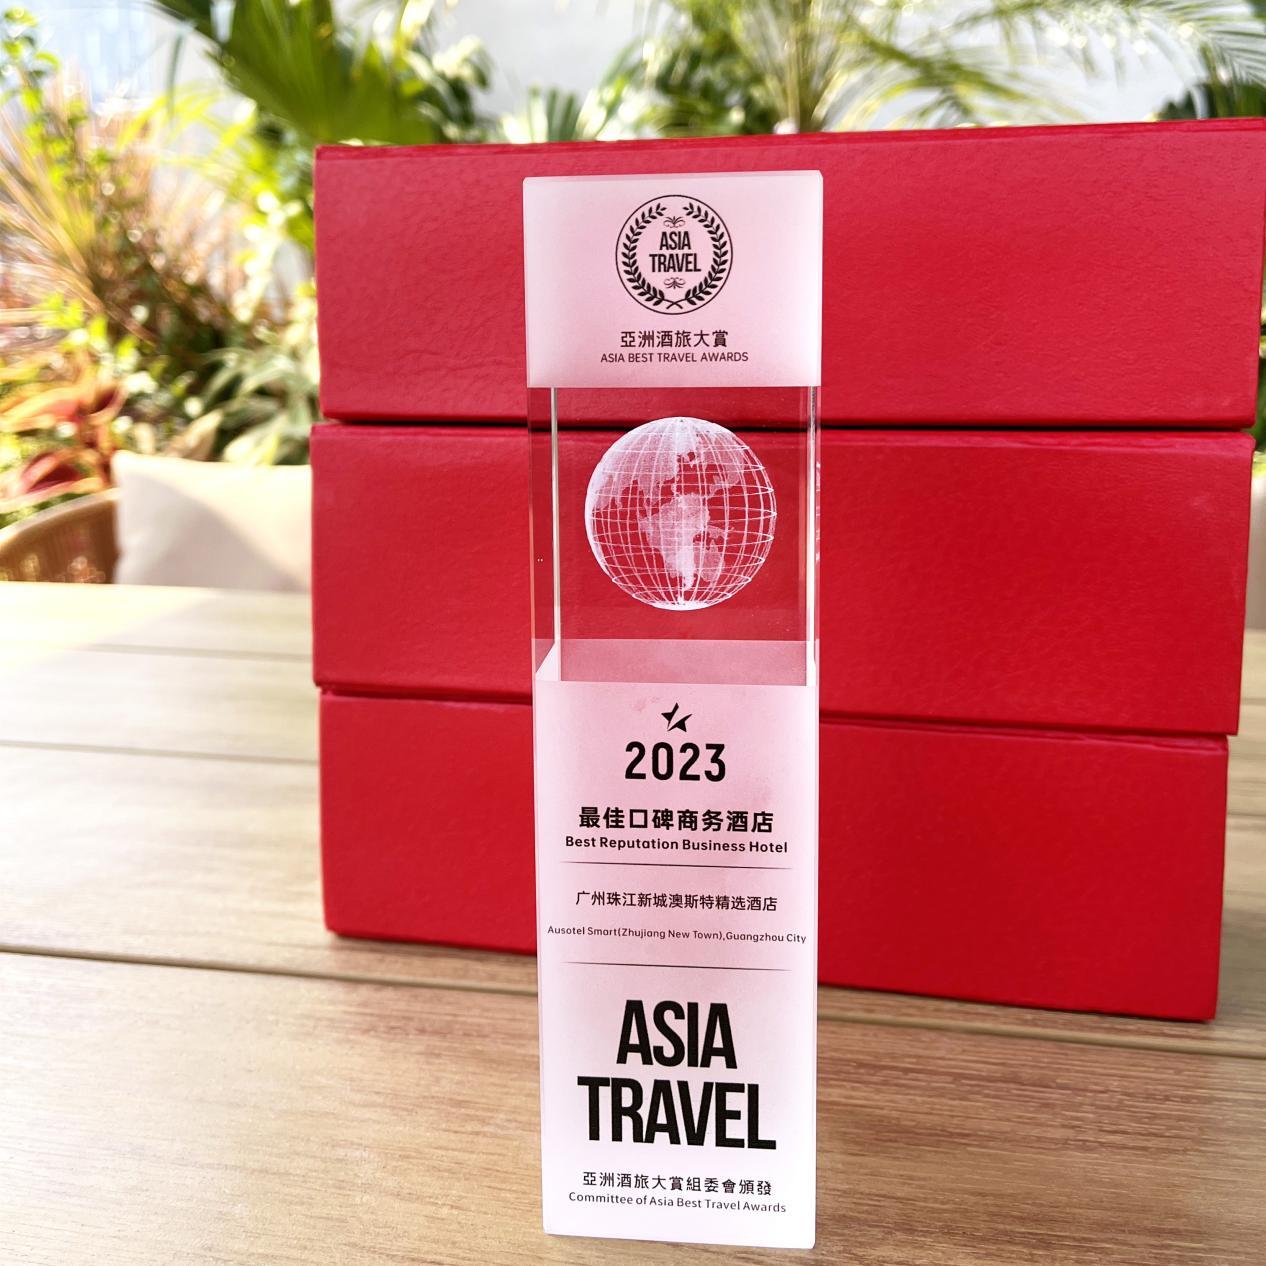 ASIA
TRAVEL
亞洲酒旅大賞
ASIA BEST TRAVEL AWARDS
2023
最佳口碑商务酒店
Best Reputation Business Hotel
广州珠江新城澳斯特精选酒店
Ausotel Smart(Zhujiang New Town),Guangzhou City
ASIA
TRAVEL
亞洲酒旅大賞組委會頒發
Committee of Asia Best Travel Awards